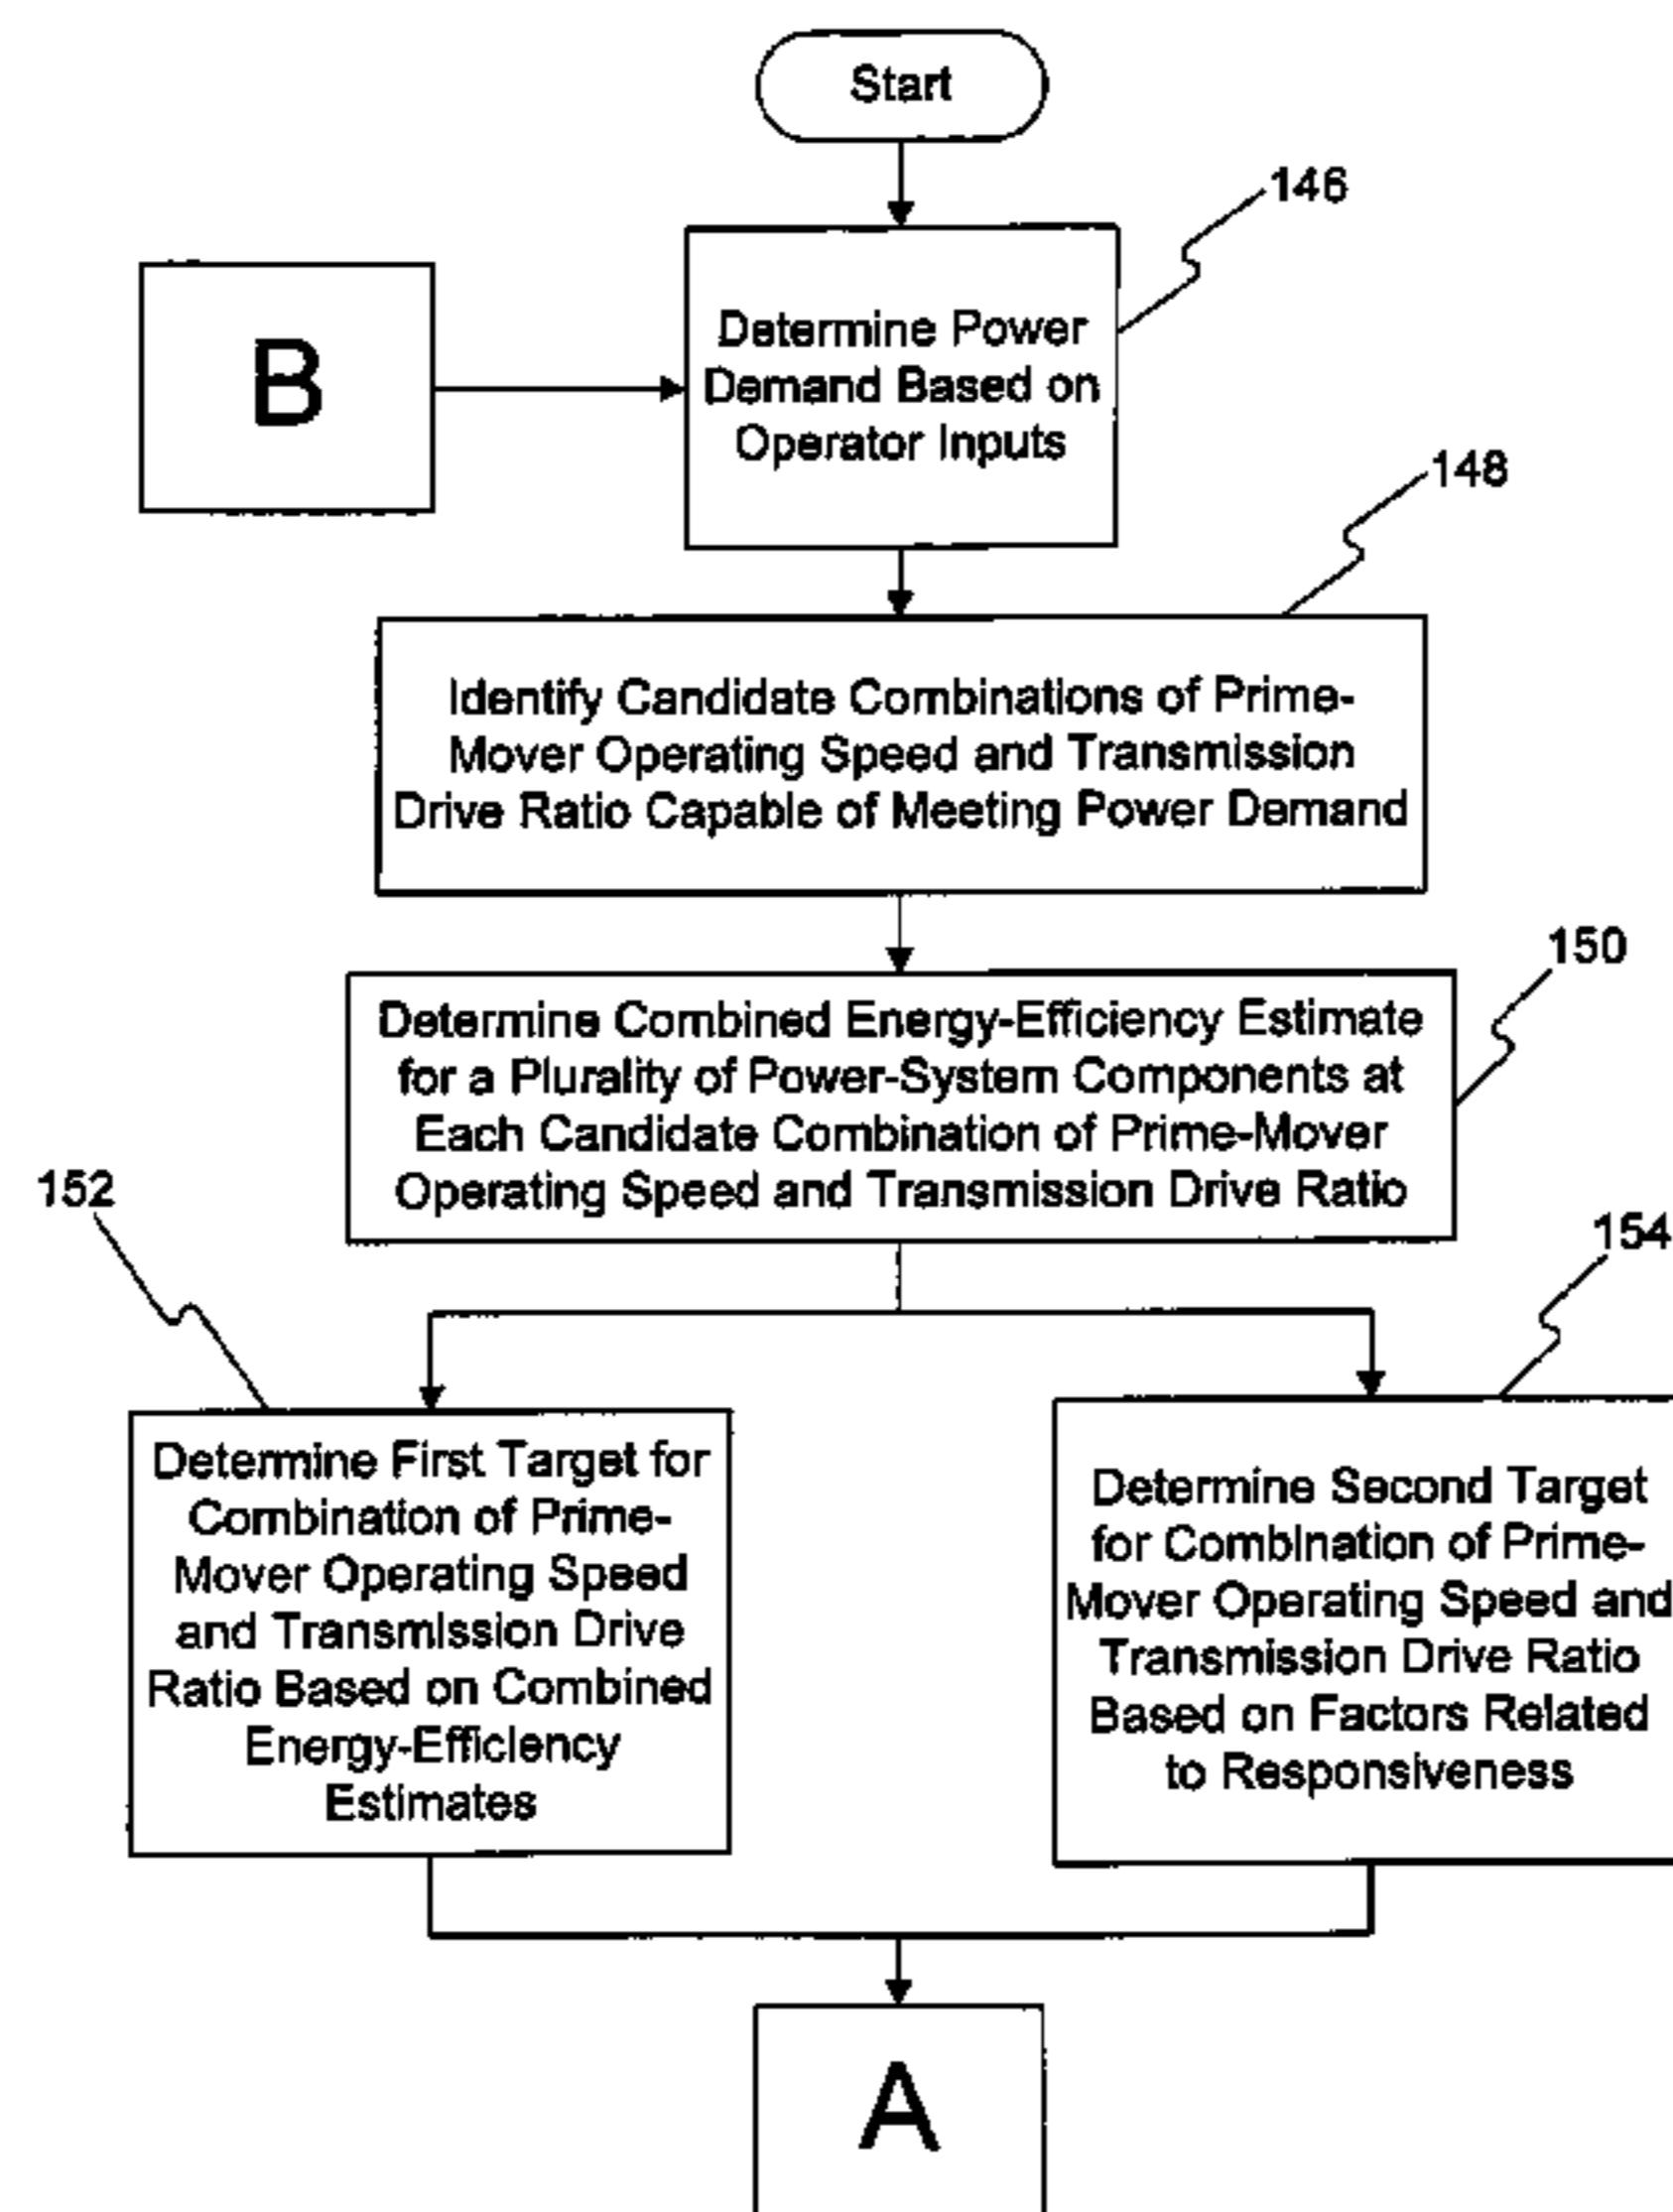 Start
146
B
Determine Power
Demand Based on
Operator Inputs
148
Identify Candidate Combinations of Prime-
Mover Operating Speed and Transmission
Drive Ratio Capable of Meeting Power Demand
150
Determine Combined Energy-Efficiency Estimate
for a Plurality of Power-System Components at
Each Candidate Combination of Prime-Mover
Operating Speed and Transmission Drive Ratio
152
154
Determine First Target for
Combination of Prime-
Mover Operating Speed
and Transmission Drive
Ratio Based on Combined
Energy-Efficiency
Estimates
Determine Second Target
for Combination of Prime-
Mover Operating Speed and
Transmission Drive Ratio
Based on Factors Related
to Responsiveness
A